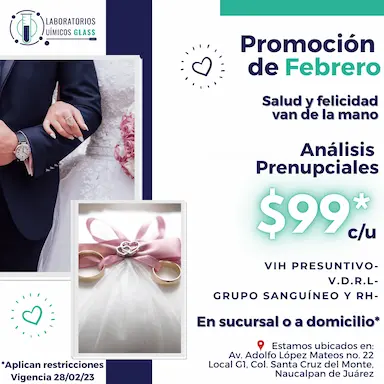 LABORATORIOS
UÍMICOS GLASS
Promoción
de Febrero
Salud y felicidad
van de la mano
Análisis
Prenupciales
$99*
c/u
VIH PRESUNTIVO-
V.D.R.L-
GRUPO SANGUÍNEO Y RH-
En sucursal o a domicilio*
Estamos ubicados en:
Av. Adolfo López Mateos no. 22
Local G1, Col. Santa Cruz del Monte,
Naucalpan de Juárez
*Aplican restricciones
Vigencia 28/02/23